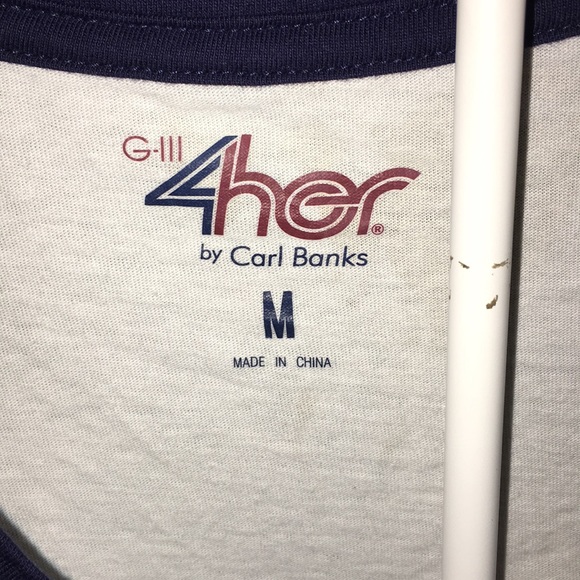 G-III 4her®
by Carl Banks
M
MADE IN CHINA